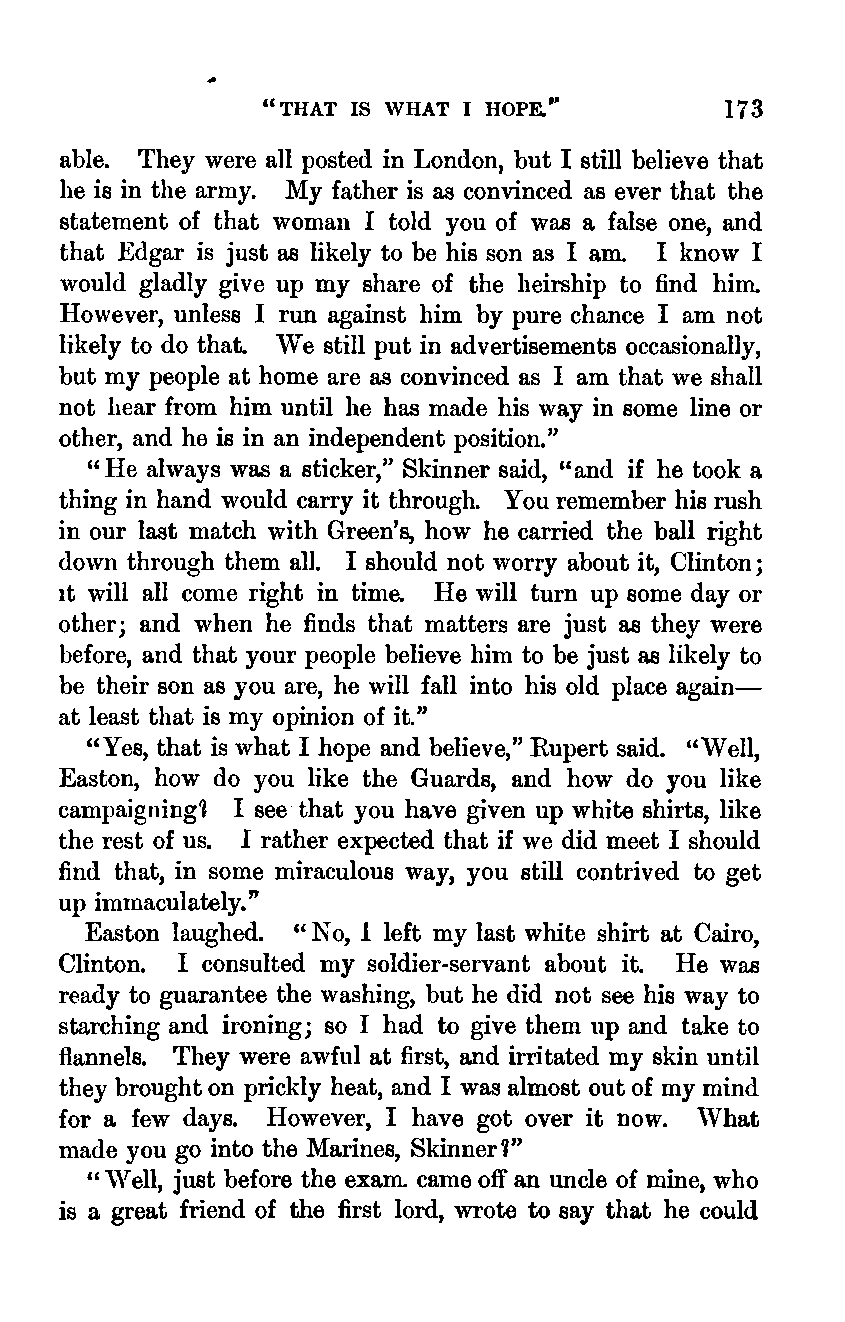 "THAT IS WHAT I HOPE." 173
able. They were all posted in London, but I still believe that
he is in the army. My father is as convinced as ever that the
statement of that woman I told you of was a false one, and
that Edgar is just as likely to be his son as I am. I know I
would gladly give up my share of the heirship to find him.
However, unless I run against him by pure chance I am not
likely to do that. We still put in advertisements occasionally,
but my people at home are as convinced as I am that we shall
not hear from him until he has made his way in some line or
other, and he is in an independent position."
"He always was a sticker," Skinner said, "and if he took a
thing in hand would carry it through. You remember his rush
in our last match with Green's, how he carried the ball right
down through them all. I should not worry about it, Clinton;
it will all come right in time. He will turn up some day or
other; and when he finds that matters are just as they were
before, and that your people believe him to be just as likely to
be their son as you are, he will fall into his old place again—
at least that is my opinion of it."
"Yes, that is what I hope and believe," Rupert said. "Well,
Easton, how do you like the Guards, and how do you like
campaigning? I see that you have given up white shirts, like
the rest of us. I rather expected that if we did meet I should
find that, in some miraculous way, you still contrived to get
up immaculately."
Easton laughed. "No, I left my last white shirt at Cairo,
Clinton. I consulted my soldier-servant about it. He was
ready to guarantee the washing, but he did not see his way to
starching and ironing; so I had to give them up and take to
flannels. They were awful at first, and irritated my skin until
they brought on prickly heat, and I was almost out of my mind
for a few days. However, I have got over it now. What
made you go into the Marines, Skinner?"
"Well, just before the exam. came off an uncle of mine, who
is a great friend of the first lord, wrote to say that he could